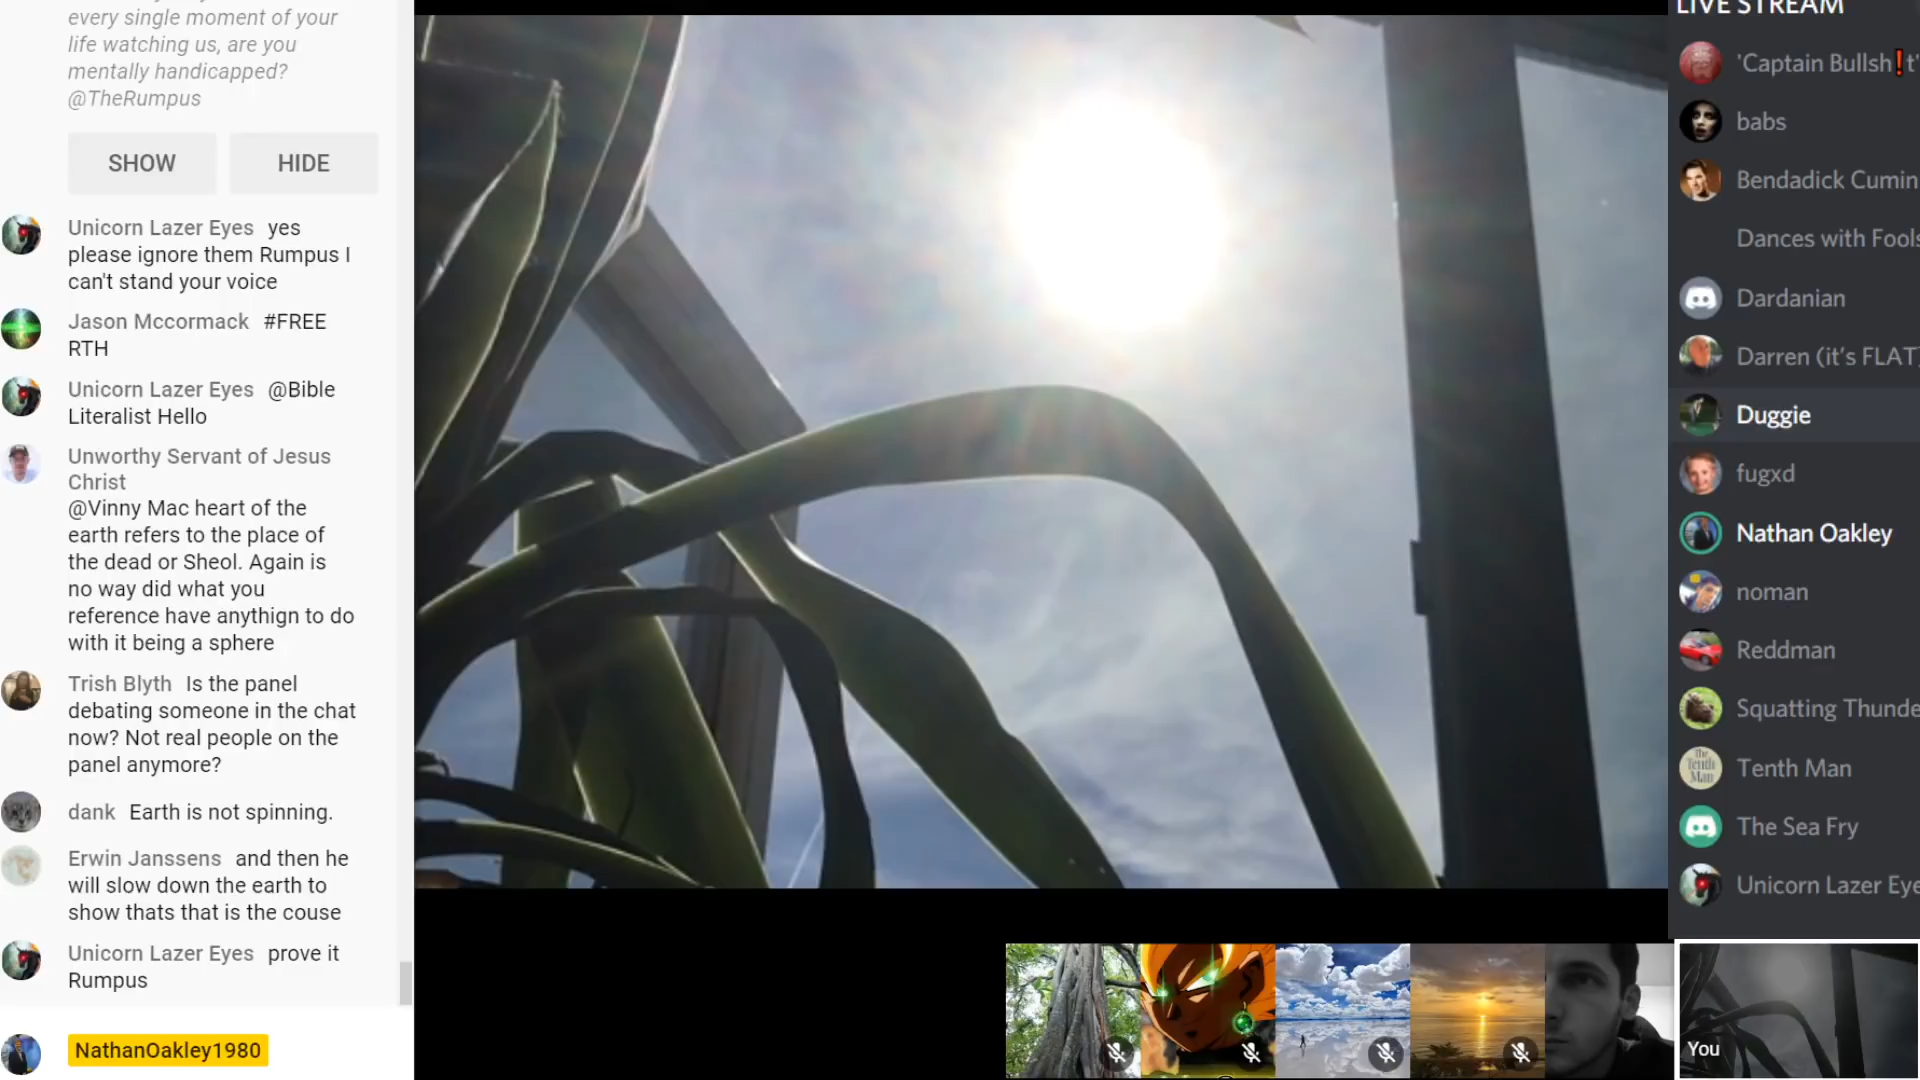 every single moment of your
life watching us, are you
mentally handicapped?
@TheRumpus
SHOW
HIDE
Unicorn Lazer Eyes yes
please ignore them Rumpus I
can't stand your voice
Jason Mccormack #FREE
RTH
Unicorn Lazer Eyes @Bible
Literalist Hello
Unworthy Servant of Jesus
Christ
@Vinny Mac heart of the
earth refers to the place of
the dead or Sheol. Again is
no way did what you
reference have anythign to do
with it being a sphere
Trish Blyth Is the panel
debating someone in the chat
now? Not real people on the
panel anymore?
dank Earth is not spinning.
Erwin Janssens and then he
will slow down the earth to
show thats that is the couse
Unicorn Lazer Eyes prove it
Rumpus
NathanOakley1980
LIVE STREAM
'Captain Bullsh❗t'
babs
Bendadick Cumin
Dances with Fools
Dardanian
Darren (it's FLAT)
Duggie
fugxd
Nathan Oakley
noman
Reddman
Squatting Thunde
The Tenth Man
Tenth Man
The Sea Fry
Unicorn Lazer Eye
You